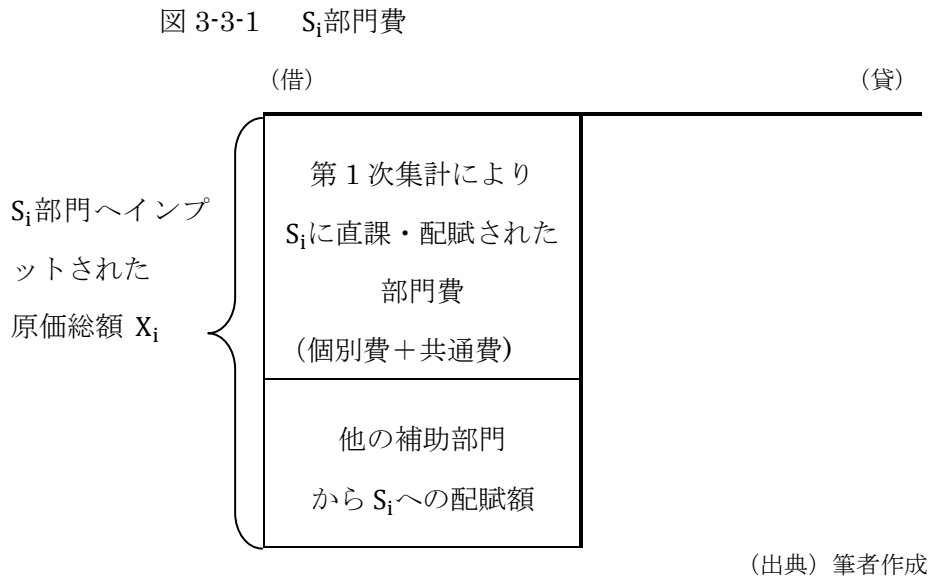 図 3-3-1 Sᵢ部門費
（借） （貸）
Sᵢ部門へインプ
ットされた
原価総額 Xᵢ
第 1 次集計により
Sᵢに直課・配賦された
部門費
（個別費＋共通費)
他の補助部門
から Sᵢへの配賦額
（出典）筆者作成